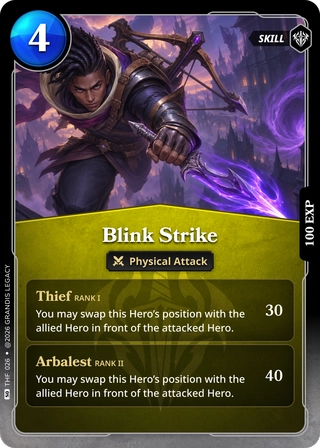 4
SKILL
Blink Strike
Physical Attack
100 EXP
Thief RANK I
You may swap this Hero's position with the
allied Hero in front of the attacked Hero.
30
Arbalest RANK II
You may swap this Hero's position with the
allied Hero in front of the attacked Hero.
40
THF 026 • @2026 GRANDIS LEGACY